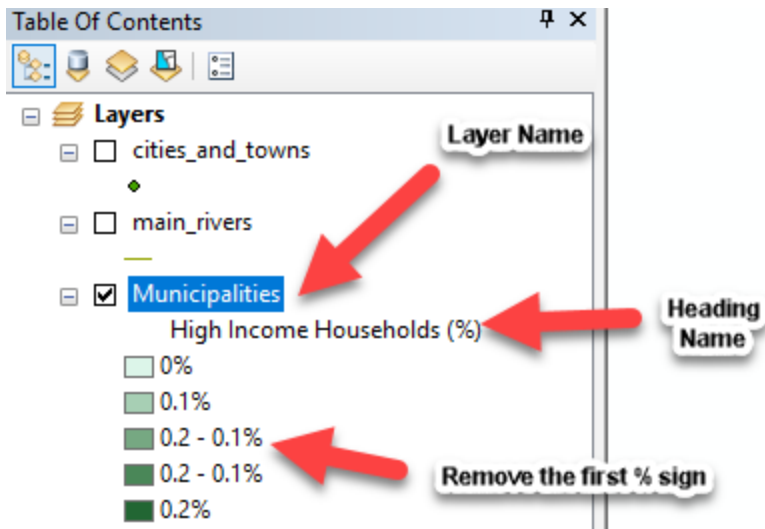 Table Of Contents
Layers
Layer Name
cities_and_towns
main_rivers
Municipalities
Heading
Name
High Income Households (%)
0%
0.1%
0.2 - 0.1%
0.2 - 0.1%
Remove the first % sign
0.2%